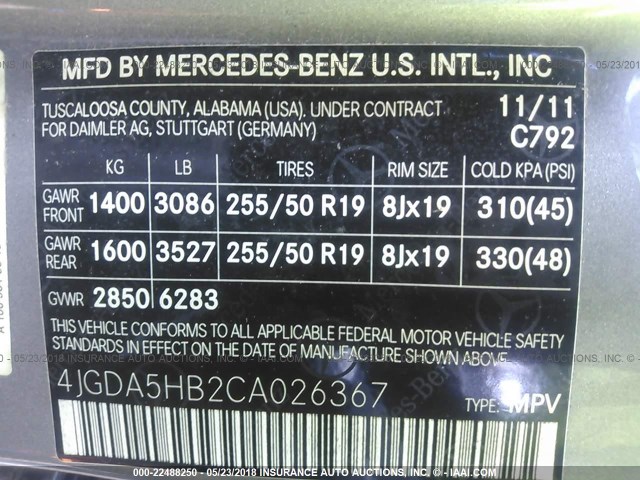 MFD BY MERCEDES-BENZ U.S. INTL., INC
TUSCALOOSA COUNTY, ALABAMA (USA). UNDER CONTRACT 11/11
FOR DAIMLER AG, STUTTGART (GERMANY) C792
KG LB TIRES RIM SIZE COLD KPA (PSI)
GAWR FRONT 1400 3086 255/50 R19 8Jx19 310(45)
GAWR REAR 1600 3527 255/50 R19 8Jx19 330(48)
GVWR 2850 6283
THIS VEHICLE CONFORMS TO ALL APPLICABLE FEDERAL MOTOR VEHICLE SAFETY
STANDARDS IN EFFECT ON THE DATE OF MANUFACTURE SHOWN ABOVE.
4JGDA5HB2CA026367 TYPE: MPV
000-22488250 - 05/23/2018 - INSURANCE AUTO AUCTIONS, INC. - © IAAI.COM